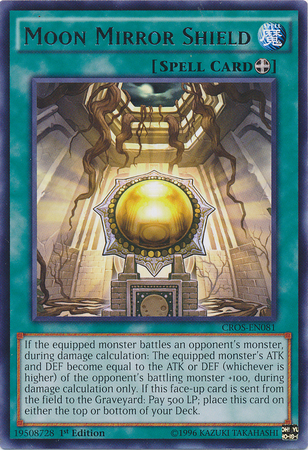 MOON MIRROR SHIELD
[SPELL CARD]
CROS-EN081
If the equipped monster battles an opponent's monster,
during damage calculation: The equipped monster's ATK
and DEF become equal to the ATK or DEF (whichever
is higher) of the opponent's battling monster +100, during
damage calculation only. If this face-up card is sent from
the field to the Graveyard: Pay 500 LP; place this card on
either the top or bottom of your Deck.
19508728 1st Edition ©1996 KAZUKI TAKAHASHI